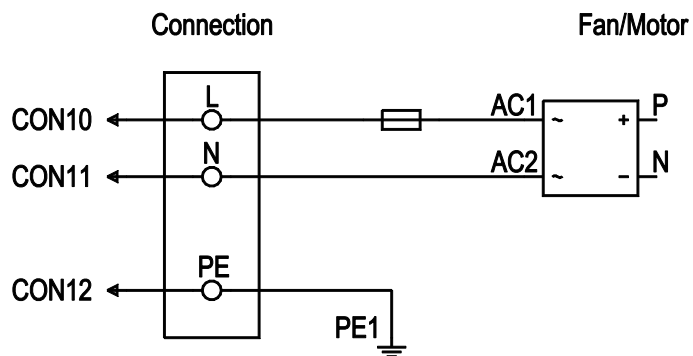 Connection Fan/Motor
L
CON10 AC1 ~ + P
N
CON11 AC2 ~ − N
PE
CON12
PE1